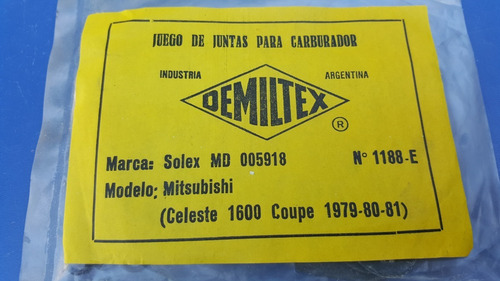 JUEGO DE JUNTAS PARA CARBURADOR
INDUSTRIA ARGENTINA
DEMILTEX
®
Marca: Solex MD 005918 N° 1188-E
Modelo: Mitsubishi
(Celeste 1600 Coupe 1979-80-81)